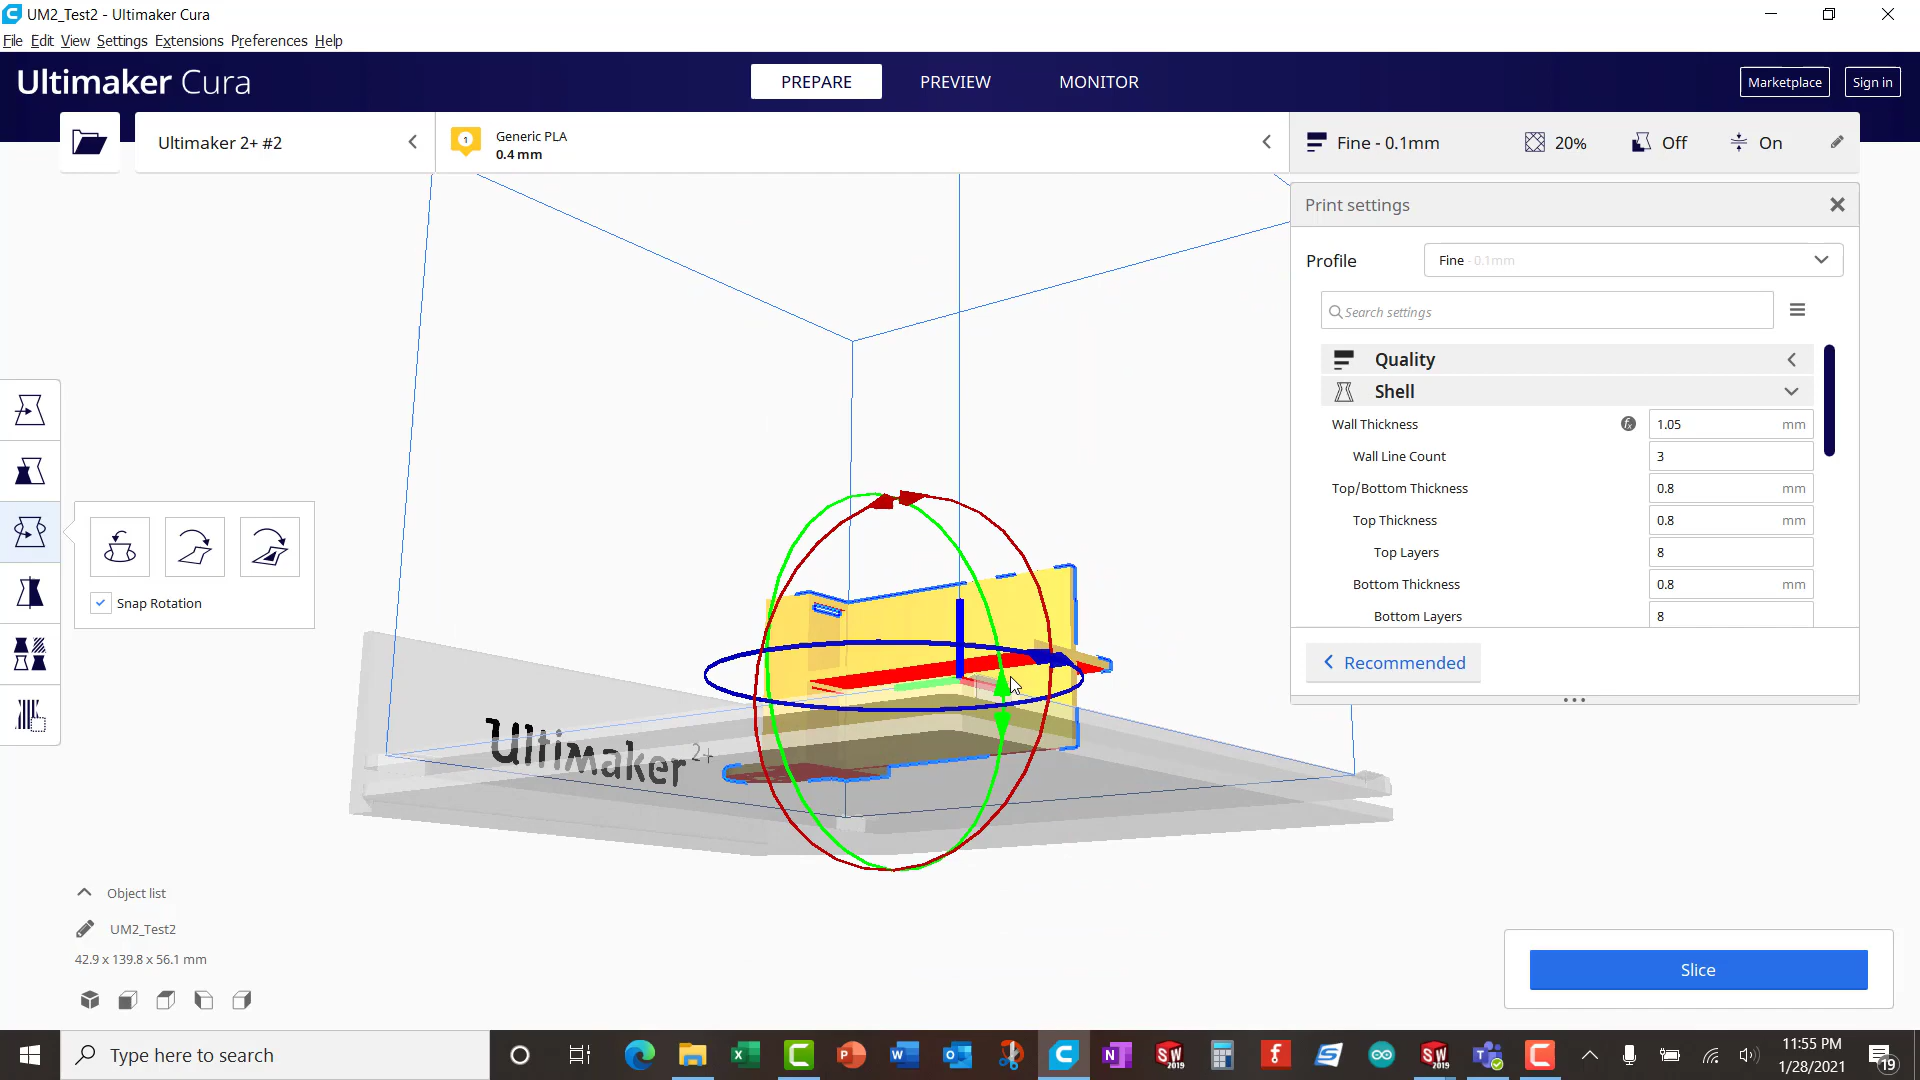 UM2_Test2 - Ultimaker Cura
File Edit View Settings Extensions Preferences Help
Ultimaker Cura
PREPARE
PREVIEW
MONITOR
Marketplace
Sign in
Ultimaker 2+ #2
1
Generic PLA
0.4 mm
Fine - 0.1mm
20%
Off
On
Print settings
Profile
Fine - 0.1mm
Search settings
Quality
Shell
Wall Thickness
1.05 mm
Wall Line Count
3
Top/Bottom Thickness
0.8 mm
Top Thickness
0.8 mm
Top Layers
8
Bottom Thickness
0.8 mm
Bottom Layers
8
Recommended
Snap Rotation
Ultimaker 2+
Object list
UM2_Test2
42.9 x 139.8 x 56.1 mm
Slice
Type here to search
11:55 PM
1/28/2021
19